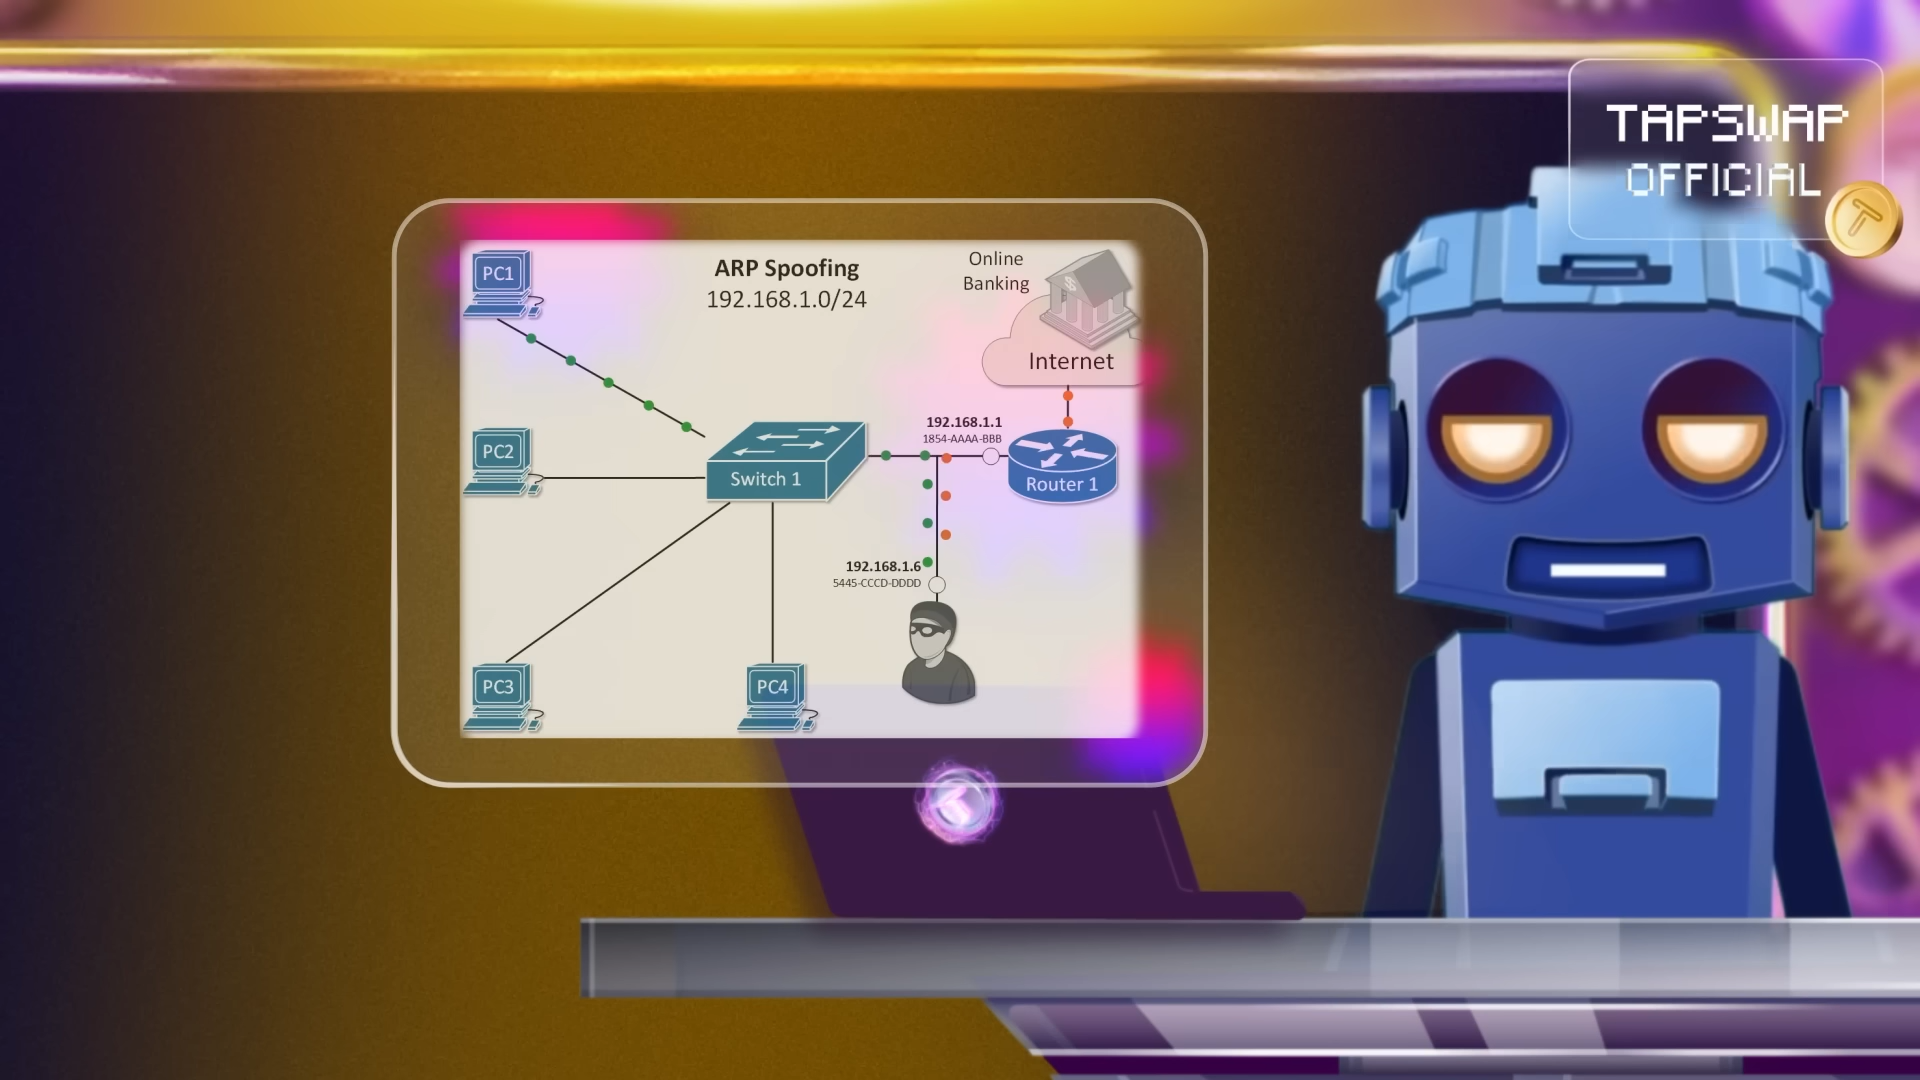 TAPSWAP
OFFICIAL
ARP Spoofing
192.168.1.0/24
Online
Banking
Internet
PC1
PC2
Switch 1
192.168.1.1
1854-AAAA-BBB
Router 1
192.168.1.6
5445-CCCD-DDDD
PC3
PC4